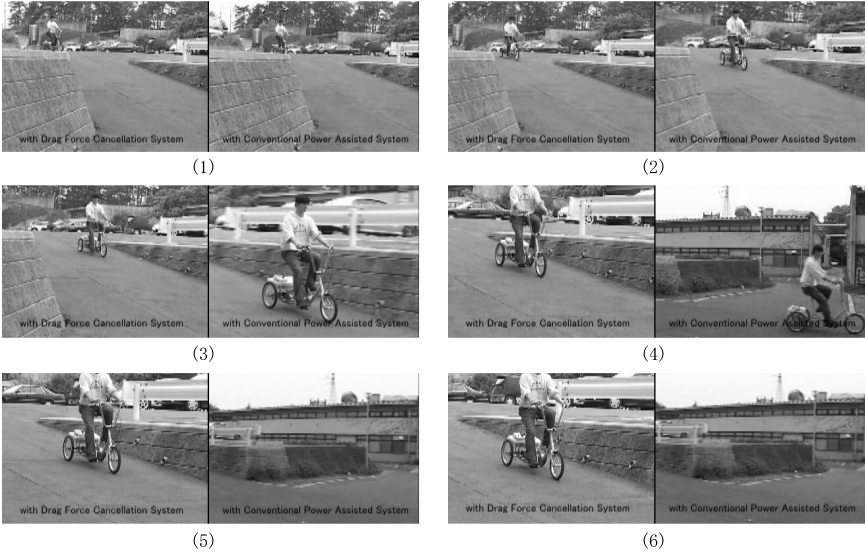 with Drag Force Cancellation System
with Conventional Power Assisted System
(1)
with Drag Force Cancellation System
with Conventional Power Assisted System
(2)
with Drag Force Cancellation System
with Conventional Power Assisted System
(3)
with Drag Force Cancellation System
with Conventional Power Assisted System
(4)
with Drag Force Cancellation System
with Conventional Power Assisted System
(5)
with Drag Force Cancellation System
with Conventional Power Assisted System
(6)